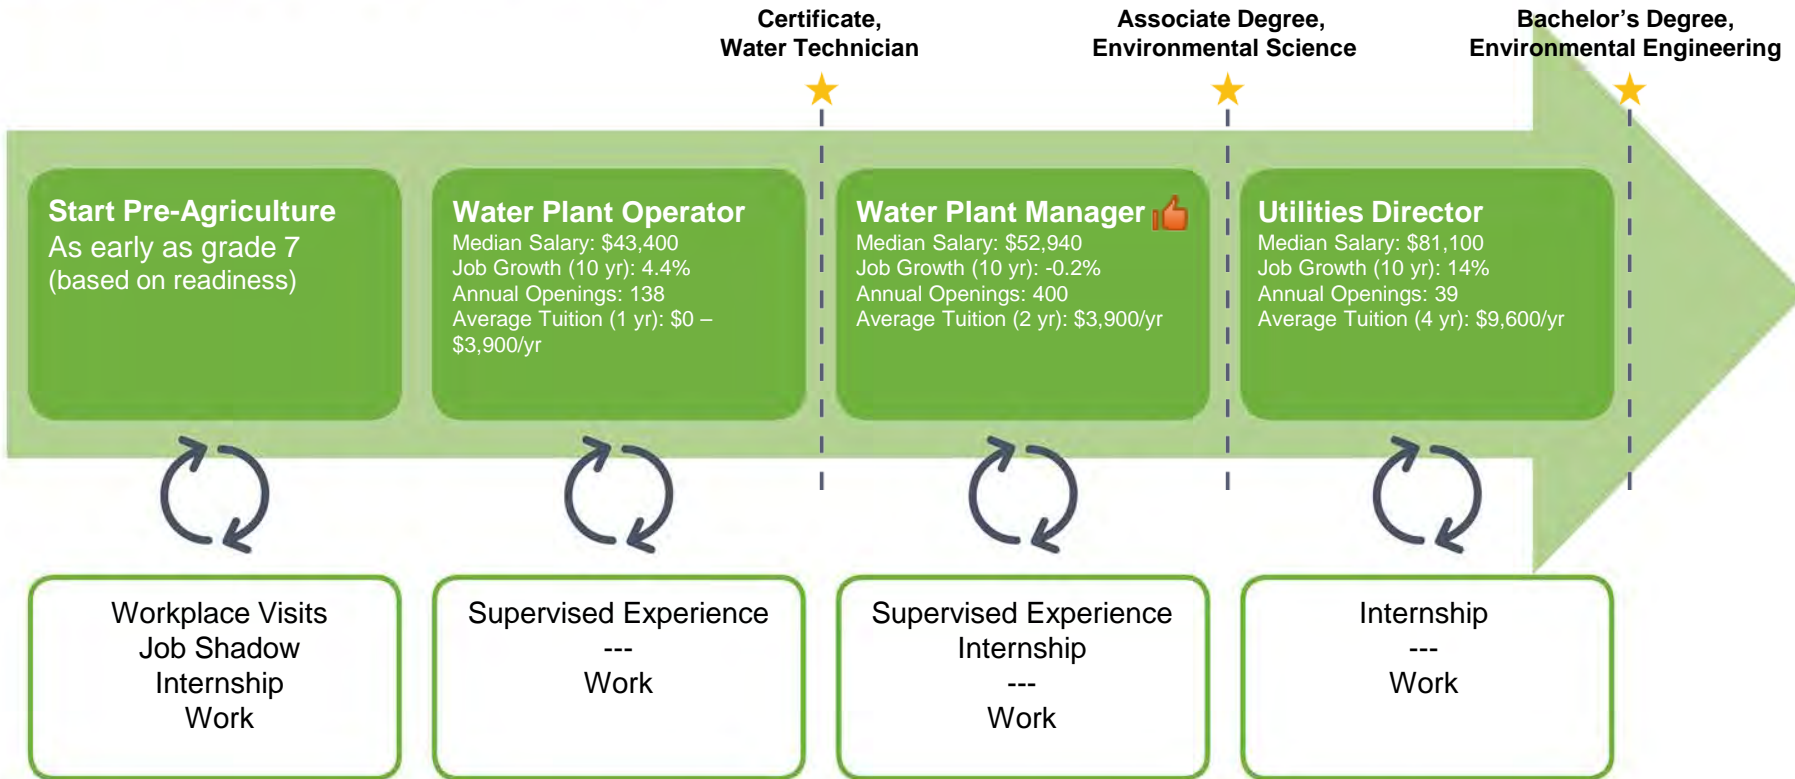 Certificate,
Water Technician
Associate Degree,
Environmental Science
Bachelor’s Degree,
Environmental Engineering
Start Pre-Agriculture
As early as grade 7
(based on readiness)
Water Plant Operator
Median Salary: $43,400
Job Growth (10 yr): 4.4%
Annual Openings: 138
Average Tuition (1 yr): $0 –
$3,900/yr
Water Plant Manager
Median Salary: $52,940
Job Growth (10 yr): -0.2%
Annual Openings: 400
Average Tuition (2 yr): $3,900/yr
Utilities Director
Median Salary: $81,100
Job Growth (10 yr): 14%
Annual Openings: 39
Average Tuition (4 yr): $9,600/yr
Workplace Visits
Job Shadow
Internship
Work
Supervised Experience
---
Work
Supervised Experience
Internship
---
Work
Internship
---
Work